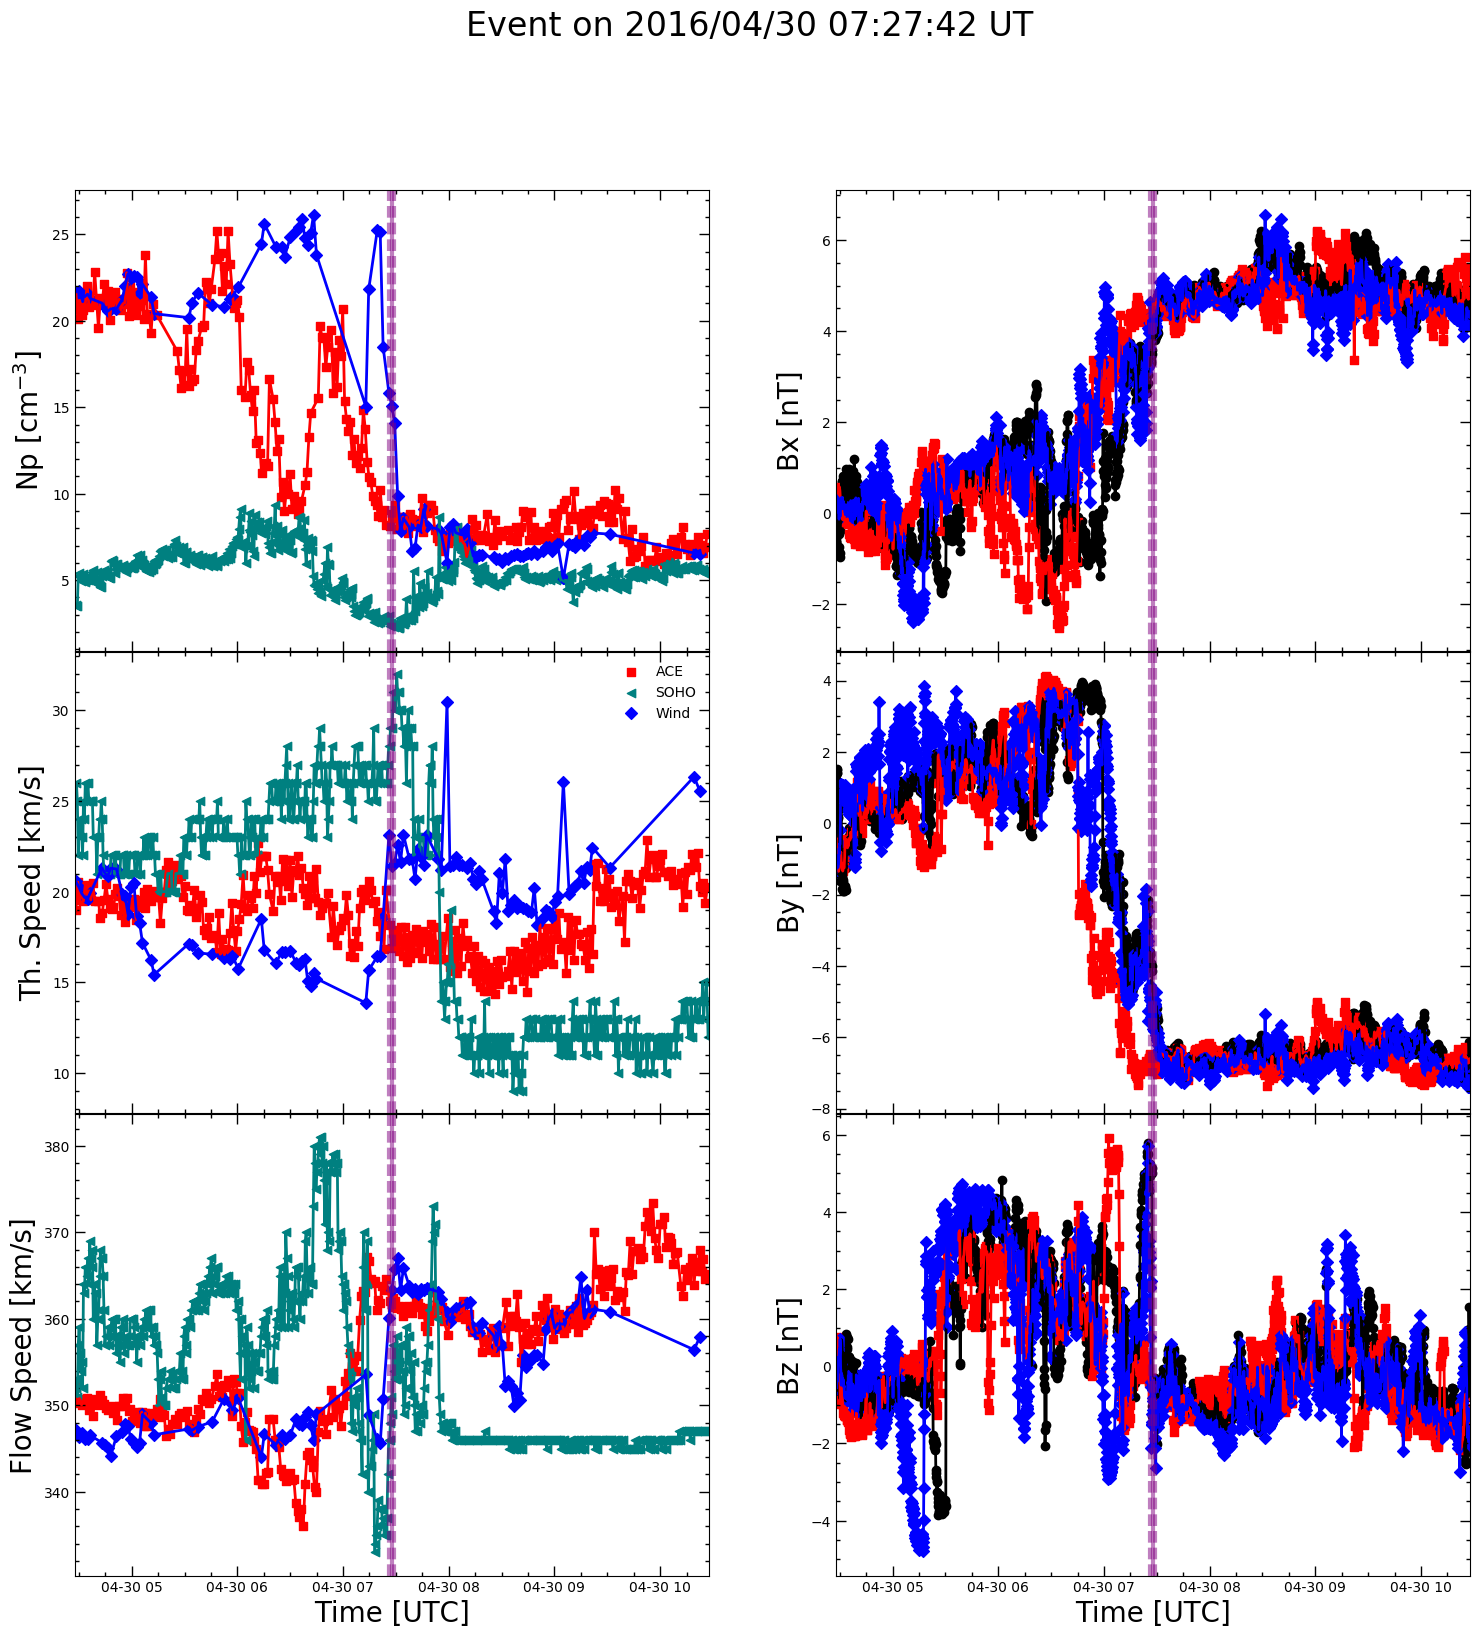 Event on 2016/04/30 07:27:42 UT
Np [cm⁻³]
25
20
15
10
5
Bx [nT]
6
4
2
0
−2
Th. Speed [km/s]
30
25
20
15
10
ACE
SOHO
Wind
By [nT]
4
2
0
−2
−4
−6
−8
Flow Speed [km/s]
380
370
360
350
340
Bz [nT]
6
4
2
0
−2
−4
04-30 05 04-30 06 04-30 07 04-30 08 04-30 09 04-30 10
Time [UTC]
04-30 05 04-30 06 04-30 07 04-30 08 04-30 09 04-30 10
Time [UTC]